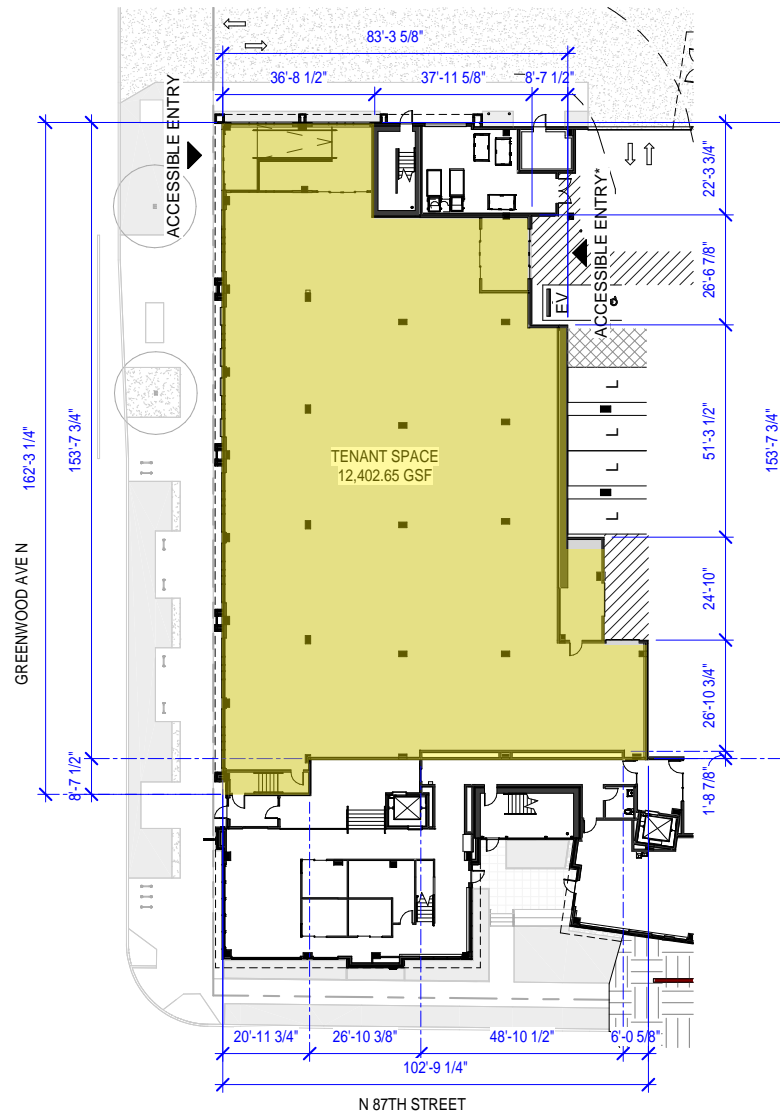 83'-3 5/8"
36'-8 1/2"
37'-11 5/8"
8'-7 1/2"
ACCESSIBLE ENTRY
ACCESSIBLE ENTRY*
EV
22'-3 3/4"
26'-6 7/8"
51'-3 1/2"
153'-7 3/4"
24'-10"
26'-10 3/4"
1'-8 7/8"
GREENWOOD AVE N
162'-3 1/4"
153'-7 3/4"
8'-7 1/2"
TENANT SPACE
12,402.65 GSF
20'-11 3/4"
26'-10 3/8"
48'-10 1/2"
6'-0 5/8"
102'-9 1/4"
N 87TH STREET